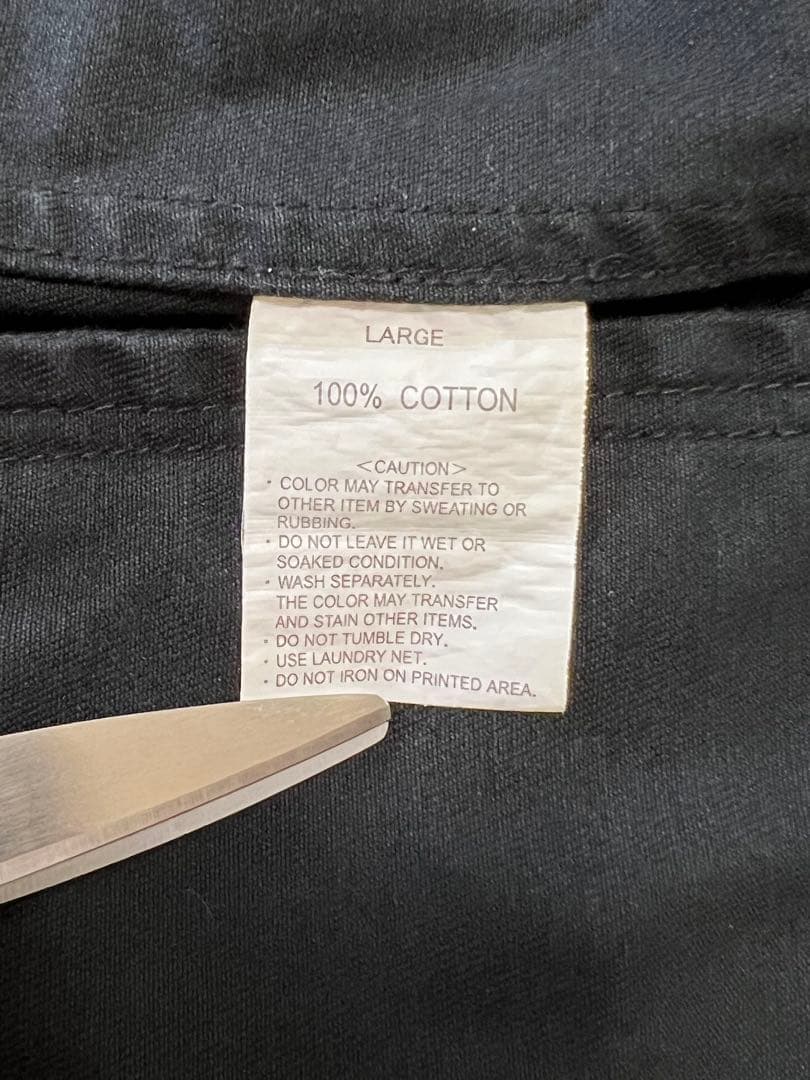 LARGE
100% COTTON
<CAUTION>
・COLOR MAY TRANSFER TO
OTHER ITEM BY SWEATING OR
RUBBING.
・DO NOT LEAVE IT WET OR
SOAKED CONDITION.
・WASH SEPARATELY.
THE COLOR MAY TRANSFER
AND STAIN OTHER ITEMS.
・DO NOT TUMBLE DRY.
・USE LAUNDRY NET.
・DO NOT IRON ON PRINTED AREA.